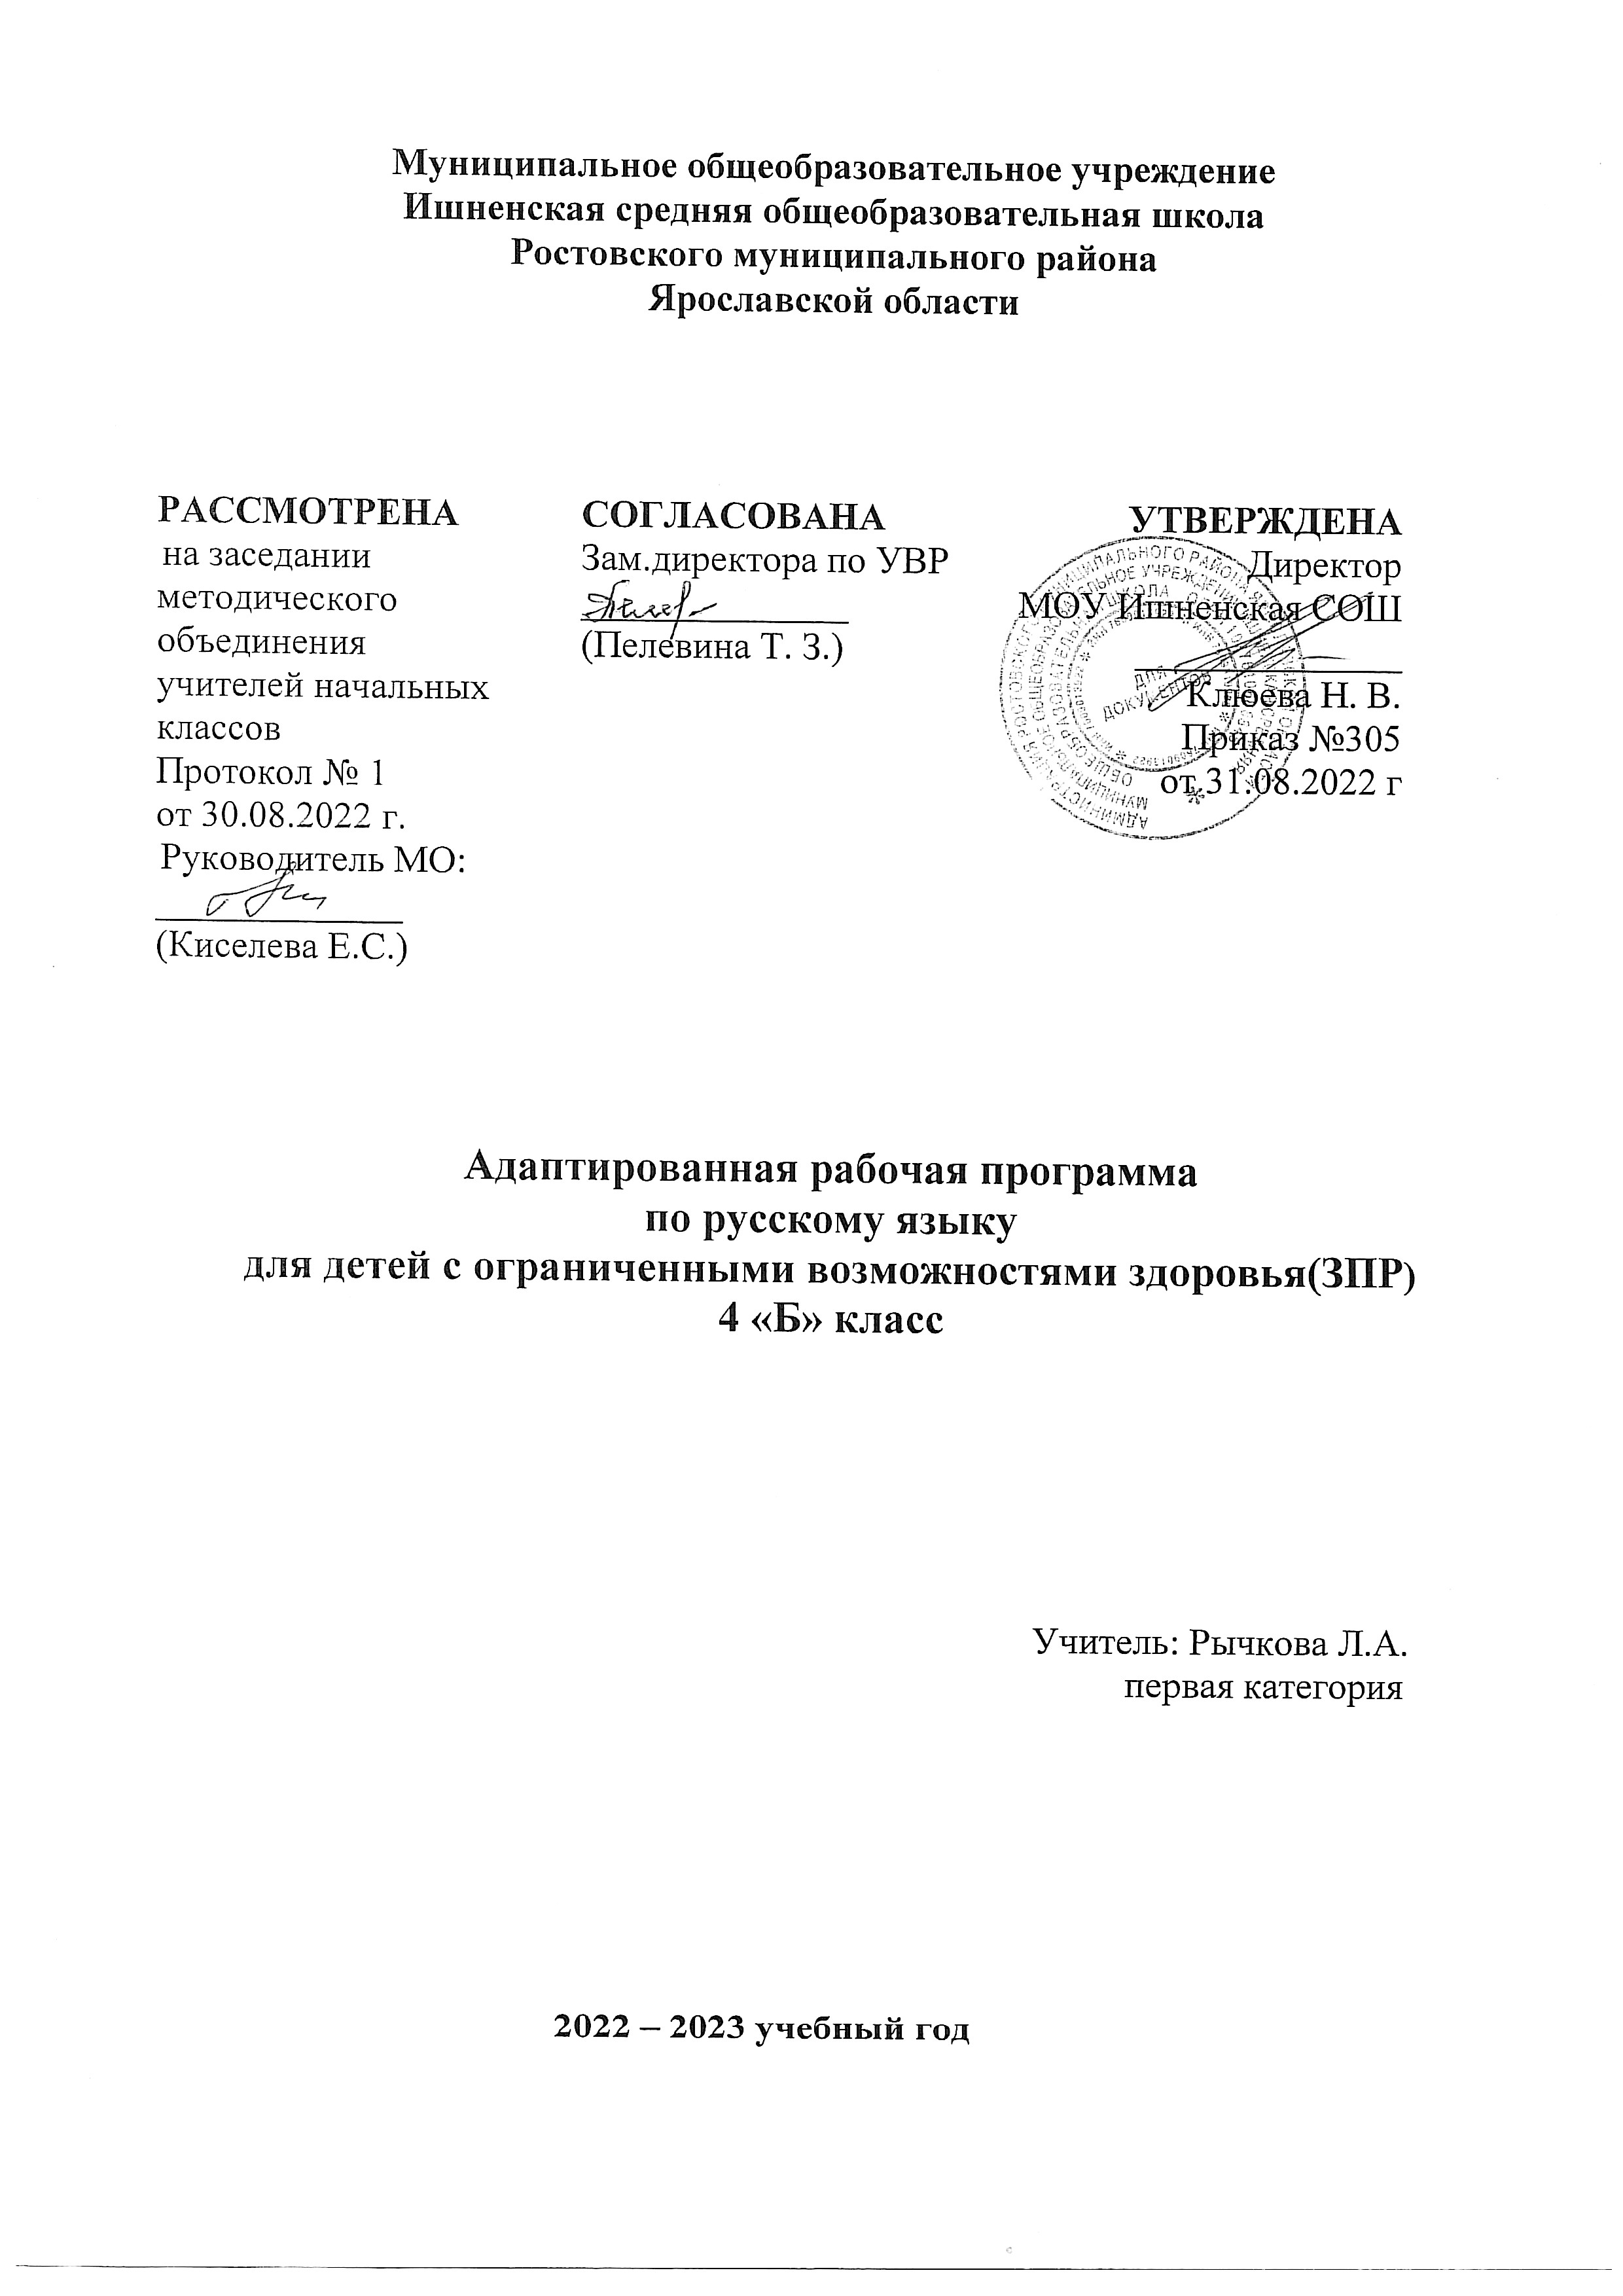 Муниципальное общеобразовательное учреждение
Ишненская средняя общеобразовательная школа
Ростовского муниципального района
Ярославской области
РАССМОТРЕНА
на заседании
методического
объединения
учителей начальных
классов
Протокол № 1
от 30.08.2022 г.
Руководитель МО:
(Киселева Е.С.)
СОГЛАСОВАНА
Зам.директора по УВР
(Пелевина Т. З.)
УТВЕРЖДЕНА
Директор
МОУ Ишненская СОШ
Клюева Н. В.
Приказ №305
от 31.08.2022 г
ДЛЯ
ДОКУМЕНТОВ
Адаптированная рабочая программа
по русскому языку
для детей с ограниченными возможностями здоровья(ЗПР)
4 «Б» класс
Учитель: Рычкова Л.А.
первая категория
2022 – 2023 учебный год